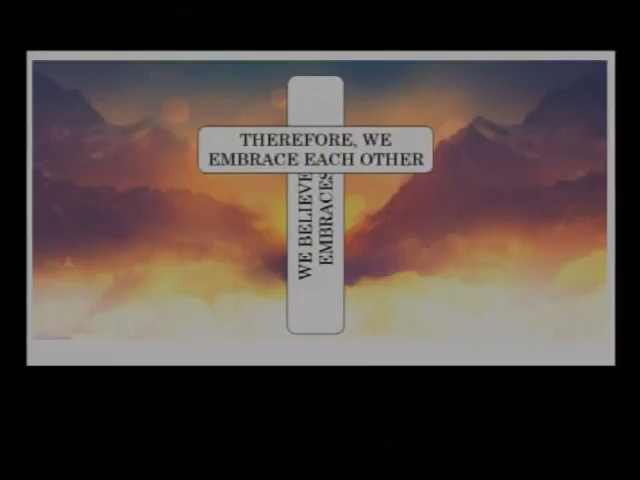 THEREFORE, WE
EMBRACE EACH OTHER
WE BELIEVE
EMBRACES